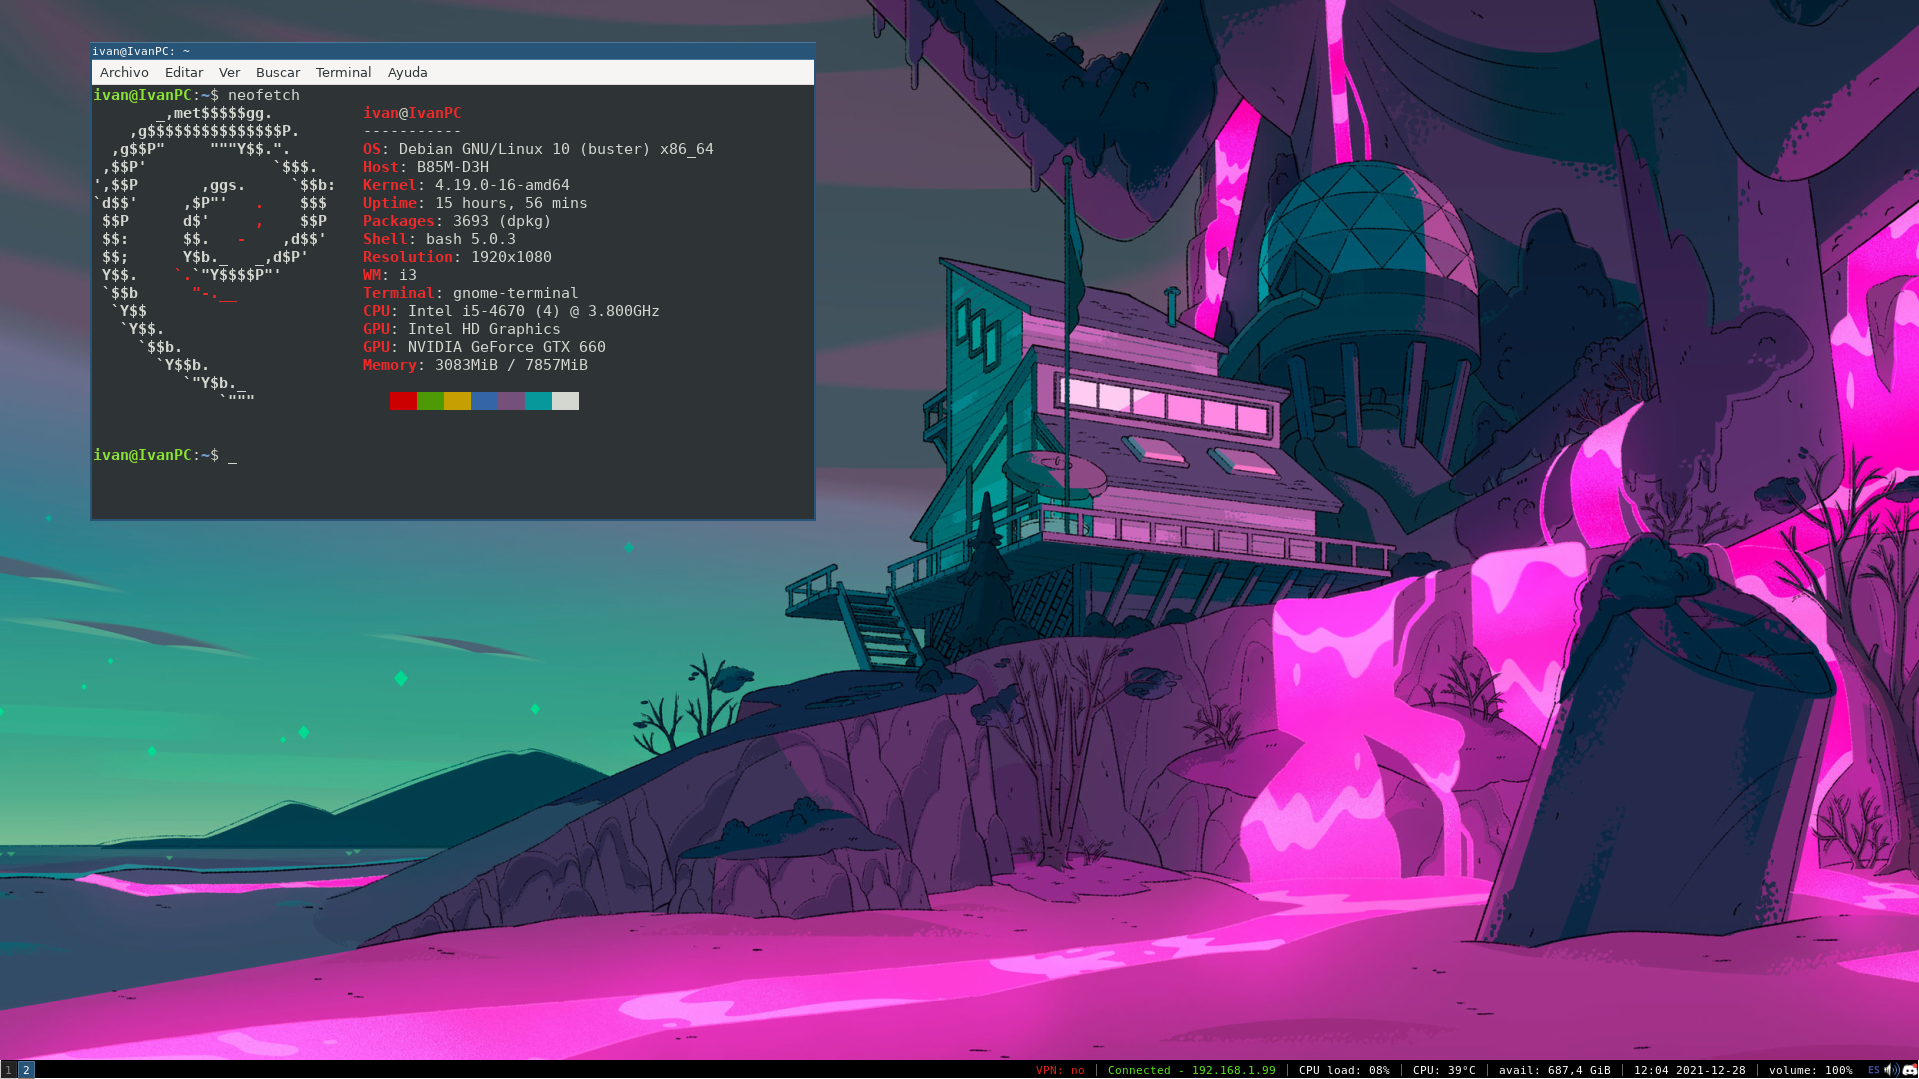 ivan@IvanPC: ~
Archivo Editar Ver Buscar Terminal Ayuda
ivan@IvanPC:~$ neofetch
       _,met$$$$$gg.          ivan@IvanPC
    ,g$$$$$$$$$$$$$$$P.       -----------
  ,g$$P"     """Y$$.".        OS: Debian GNU/Linux 10 (buster) x86_64
 ,$$P'              `$$$.     Host: B85M-D3H
',$$P       ,ggs.     `$$b:   Kernel: 4.19.0-16-amd64
`d$$'     ,$P"'   .    $$$    Uptime: 15 hours, 56 mins
 $$P      d$'     ,    $$P    Packages: 3693 (dpkg)
 $$:      $$.   -    ,d$$'    Shell: bash 5.0.3
 $$;      Y$b._   _,d$P'      Resolution: 1920x1080
 Y$$.    `.`"Y$$$$P"'         WM: i3
 `$$b      "-.__              Terminal: gnome-terminal
  `Y$$                        CPU: Intel i5-4670 (4) @ 3.800GHz
   `Y$$.                      GPU: Intel HD Graphics
     `$$b.                    GPU: NVIDIA GeForce GTX 660
       `Y$$b.                 Memory: 3083MiB / 7857MiB
          `"Y$b._
              `"""
ivan@IvanPC:~$ _
1 2 VPN: no | Connected - 192.168.1.99 | CPU load: 08% | CPU: 39°C | avail: 687,4 GiB | 12:04 2021-12-28 | volume: 100% ES